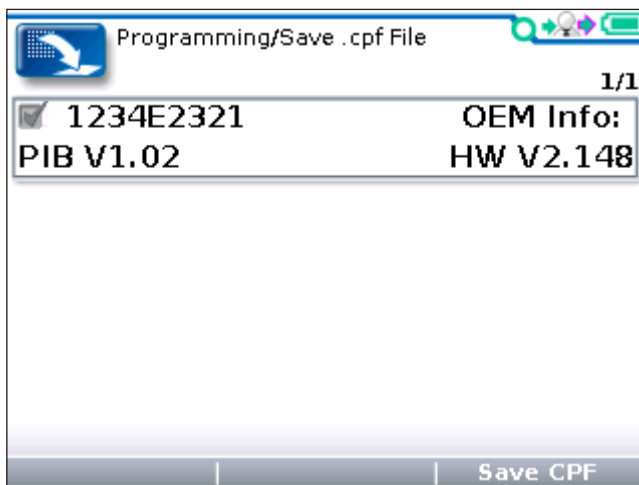 Programming/Save .cpf File
1/1
1234E2321 OEM Info:
PIB V1.02 HW V2.148
Save CPF